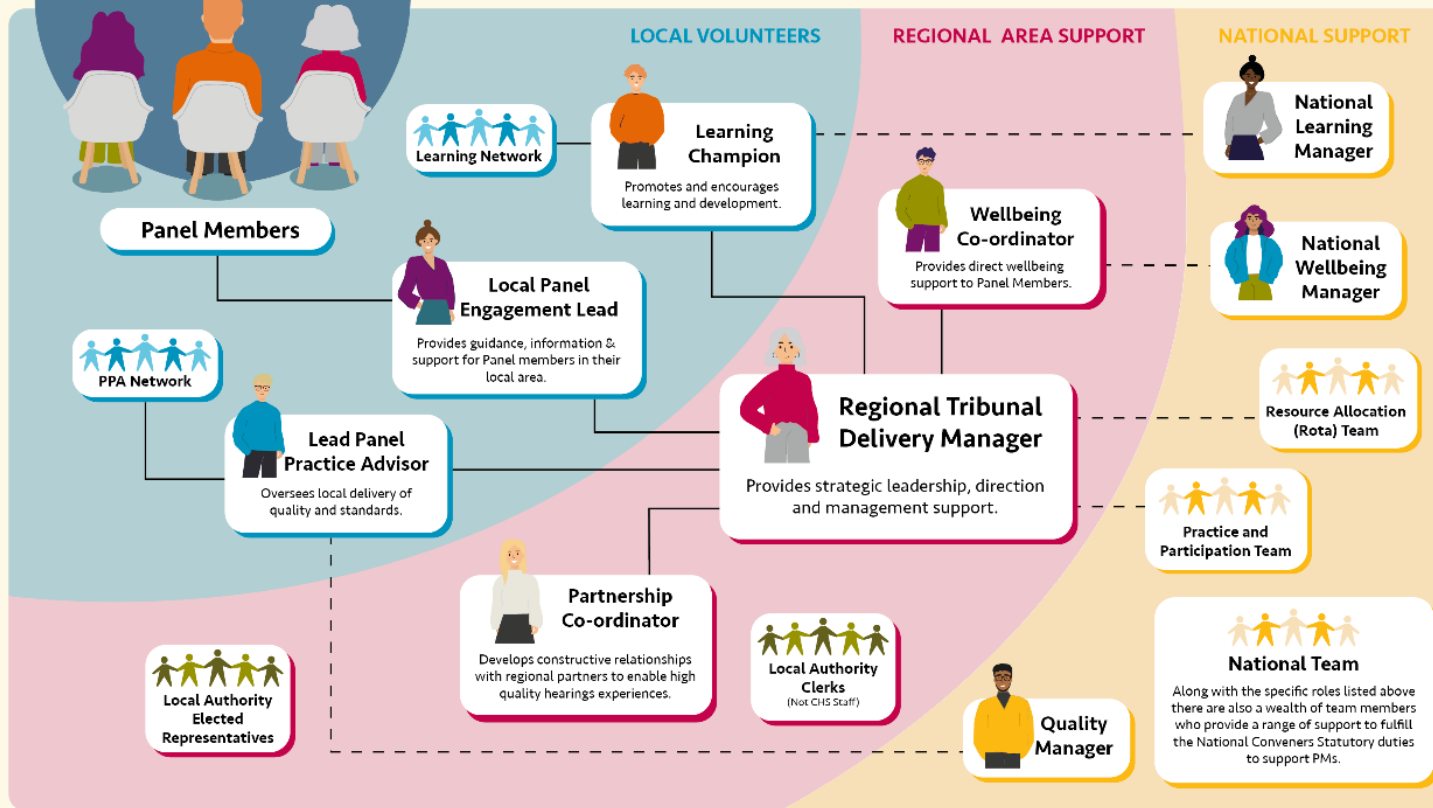 LOCAL VOLUNTEERS
REGIONAL AREA SUPPORT
NATIONAL SUPPORT
Learning Network
Learning
Champion
Promotes and encourages
learning and development.
National
Learning
Manager
Panel Members
Wellbeing
Co-ordinator
Provides direct wellbeing
support to Panel Members.
National
Wellbeing
Manager
Local Panel
Engagement Lead
Provides guidance, information &
support for Panel members in their
local area.
PPA Network
Lead Panel
Practice Advisor
Oversees local delivery of
quality and standards.
Regional Tribunal
Delivery Manager
Provides strategic leadership, direction
and management support.
Resource Allocation
(Rota) Team
Practice and
Participation Team
Partnership
Co-ordinator
Develops constructive relationships
with regional partners to enable high
quality hearings experiences.
Local Authority
Clerks
(Not CHS Staff)
Local Authority
Elected
Representatives
Quality
Manager
National Team
Along with the specific roles listed above
there are also a wealth of team members
who provide a range of support to fulfill
the National Conveners Statutory duties
to support PMs.